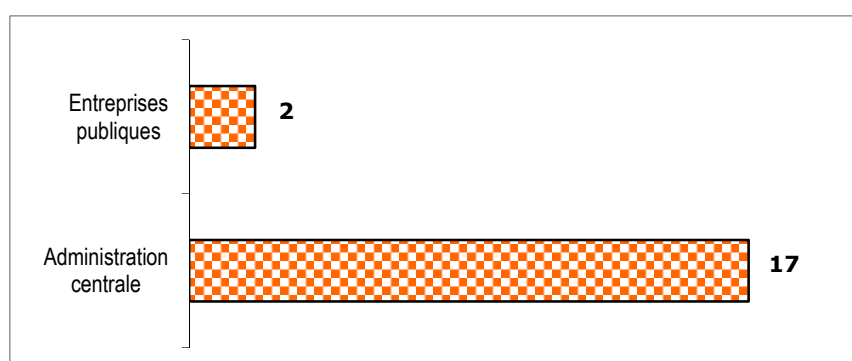 Entreprises
publiques
2
Administration
centrale
17